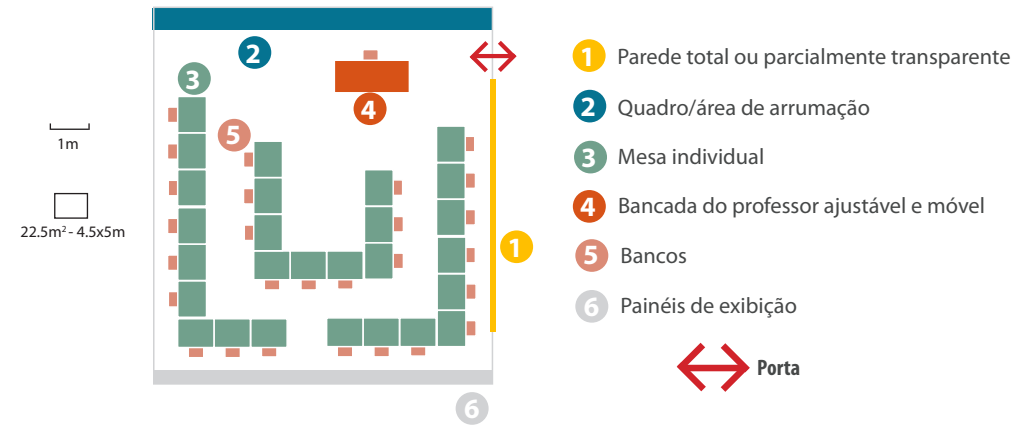 2
3
4
5
1
6
1m
22.5m² - 4.5x5m
1 Parede total ou parcialmente transparente
2 Quadro/área de arrumação
3 Mesa individual
4 Bancada do professor ajustável e móvel
5 Bancos
6 Painéis de exibição
Porta